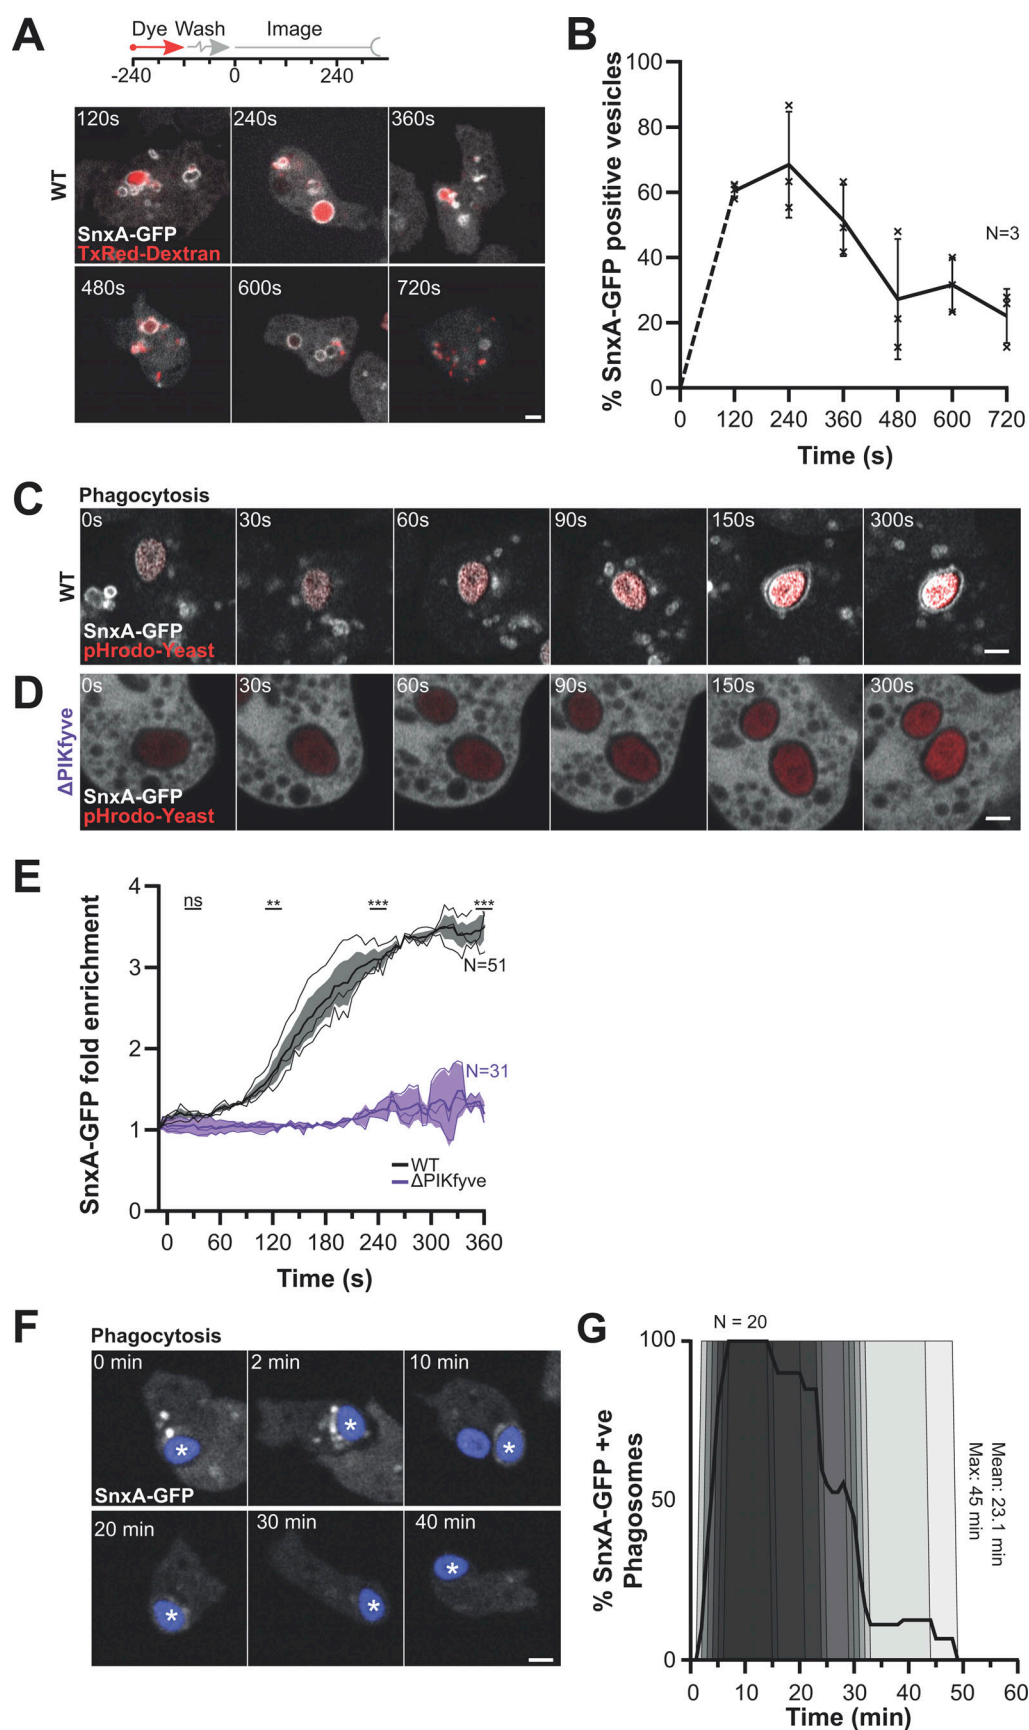 A
Dye Wash Image
-240 0 240
WT
120s 240s 360s
SnxA-GFP
TxRed-Dextran
480s 600s 720s
B
% SnxA-GFP positive vesicles
100
80
60
40
20
0
N=3
0 120 240 360 480 600 720
Time (s)
C
Phagocytosis
WT
0s 30s 60s 90s 150s 300s
SnxA-GFP
pHrodo-Yeast
D
ΔPIKfyve
0s 30s 60s 90s 150s 300s
SnxA-GFP
pHrodo-Yeast
E
SnxA-GFP fold enrichment
4
3
2
1
0
ns ** *** ***
N=51
N=31
WT
ΔPIKfyve
0 60 120 180 240 300 360
Time (s)
F
Phagocytosis
0 min 2 min 10 min
* * *
SnxA-GFP
20 min 30 min 40 min
* * *
G
N = 20
% SnxA-GFP +ve
Phagosomes
100
50
0
Mean: 23.1 min
Max: 45 min
0 10 20 30 40 50 60
Time (min)